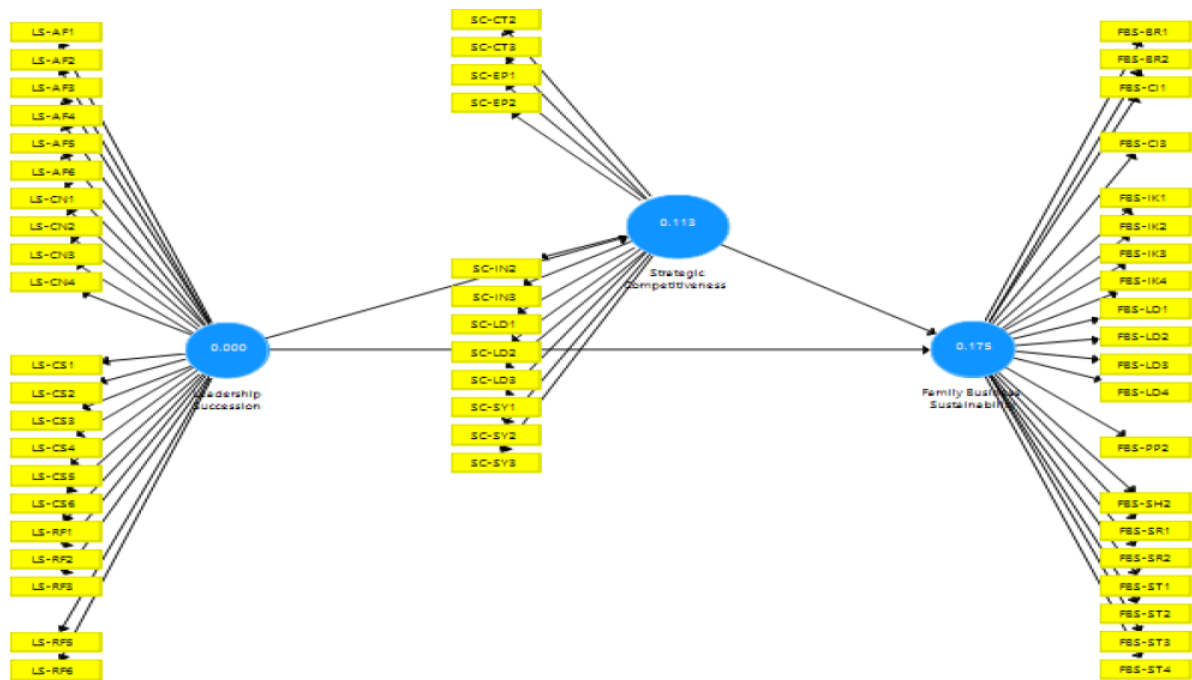 LS-AF1
LS-AF2
LS-AF3
LS-AF4
LS-AF5
LS-AF6
LS-CN1
LS-CN2
LS-CN3
LS-CN4
LS-CS1
LS-CS2
LS-CS3
LS-CS4
LS-CS5
LS-CS6
LS-RF1
LS-RF2
LS-RF3
LS-RF5
LS-RF6
0.000
Leadership
Succession
SC-CT2
SC-CT3
SC-EP1
SC-EP2
SC-IN2
SC-IN3
SC-LD1
SC-LD2
SC-LD3
SC-SY1
SC-SY2
SC-SY3
0.113
Strategic
Competitiveness
0.175
Family Business
Sustainability
FBS-BR1
FBS-BR2
FBS-CI1
FBS-CI3
FBS-IK1
FBS-IK2
FBS-IK3
FBS-IK4
FBS-LD1
FBS-LD2
FBS-LD3
FBS-LD4
FBS-PP2
FBS-SH2
FBS-SR1
FBS-SR2
FBS-ST1
FBS-ST2
FBS-ST3
FBS-ST4